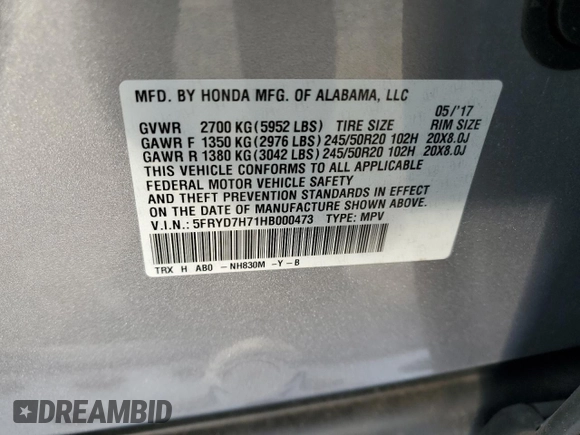 MFD. BY HONDA MFG. OF ALABAMA, LLC
05/'17
GVWR 2700 KG(5952 LBS) TIRE SIZE RIM SIZE
GAWR F 1350 KG(2976 LBS)245/50R20 102H 20X8.0J
GAWR R 1380 KG(3042 LBS)245/50R20 102H 20X8.0J
THIS VEHICLE CONFORMS TO ALL APPLICABLE
FEDERAL MOTOR VEHICLE SAFETY
AND THEFT PREVENTION STANDARDS IN EFFECT
ON THE DATE OF MANUFACTURE SHOWN ABOVE.
V.I.N.: 5FRYD7H71HB000473 TYPE: MPV
TRX H AB0 -NH830M -Y-B
DREAMBID